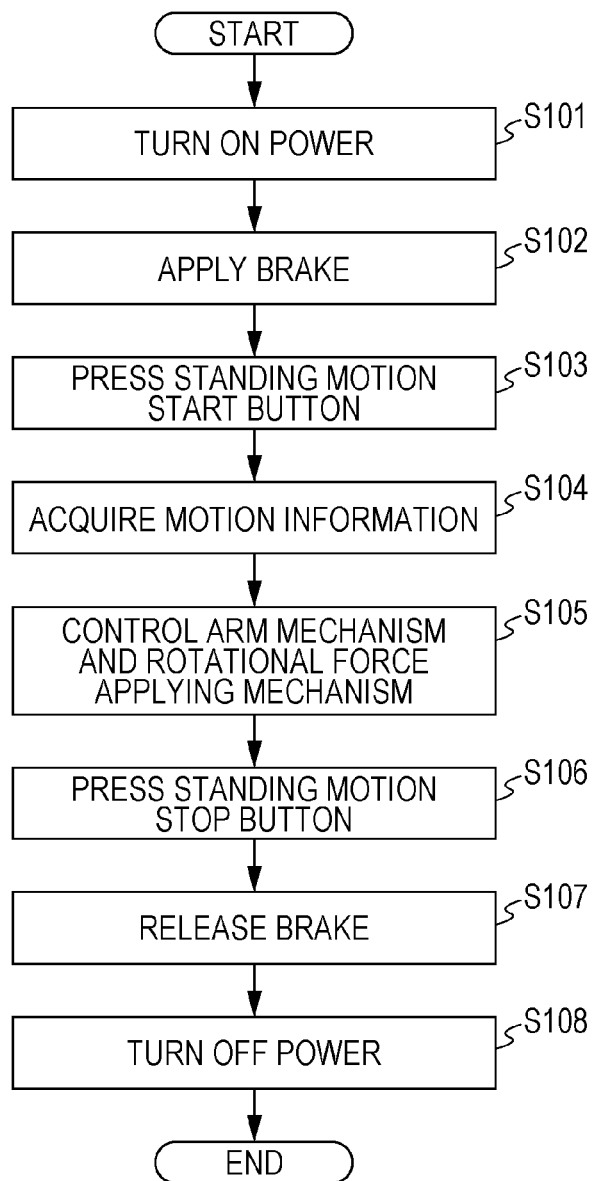 START
S101
TURN ON POWER
S102
APPLY BRAKE
S103
PRESS STANDING MOTION
START BUTTON
S104
ACQUIRE MOTION INFORMATION
S105
CONTROL ARM MECHANISM
AND ROTATIONAL FORCE
APPLYING MECHANISM
S106
PRESS STANDING MOTION
STOP BUTTON
S107
RELEASE BRAKE
S108
TURN OFF POWER
END